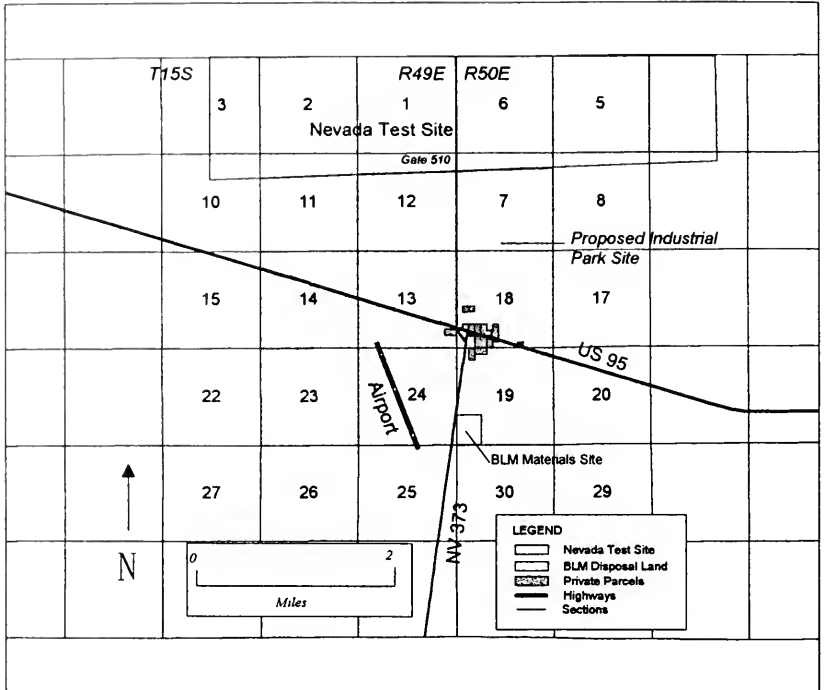 T15S R49E R50E
3 2 1 6 5
Nevada Test Site
Gate 510
10 11 12 7 8
Proposed Industrial
Park Site
15 14 13 18 17
US 95
22 23 24 19 20
Airport
BLM Materials Site
27 26 25 30 29
NV 373
N
0 2
Miles
LEGEND
Nevada Test Site
BLM Disposal Land
Private Parcels
Highways
Sections